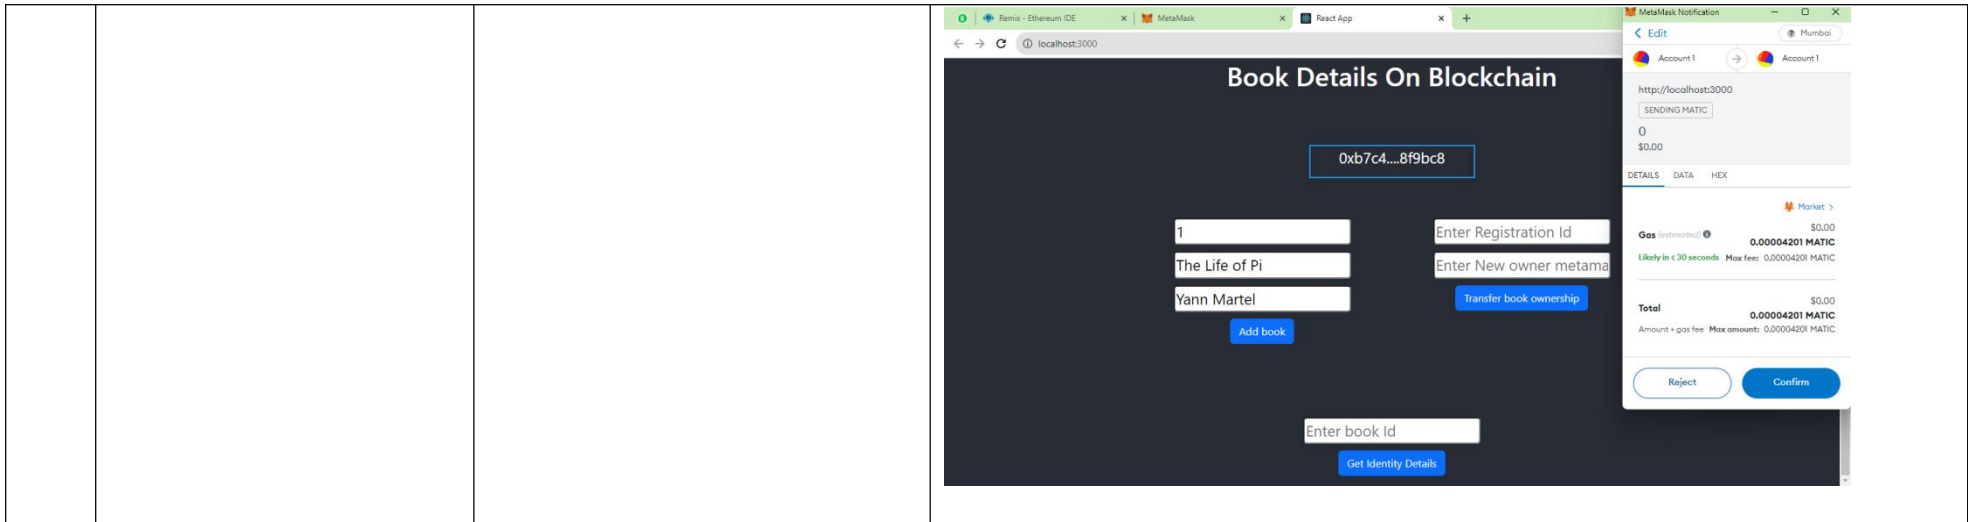 Remix - Ethereum IDE
MetaMask
React App
localhost:3000
Book Details On Blockchain
0xb7c4....8f9bc8
1
The Life of Pi
Yann Martel
Add book
Enter Registration Id
Enter New owner metama
Transfer book ownership
Enter book Id
Get Identity Details
MetaMask Notification
Edit
Mumbai
Account 1
Account 1
http://localhost:3000
SENDING MATIC
0
$0.00
DETAILS DATA HEX
Market >
$0.00
Gas (estimated) 0.00004201 MATIC
Likely in < 30 seconds Max fee: 0.00004201 MATIC
$0.00
Total 0.00004201 MATIC
Amount + gas fee Max amount: 0.00004201 MATIC
Reject Confirm